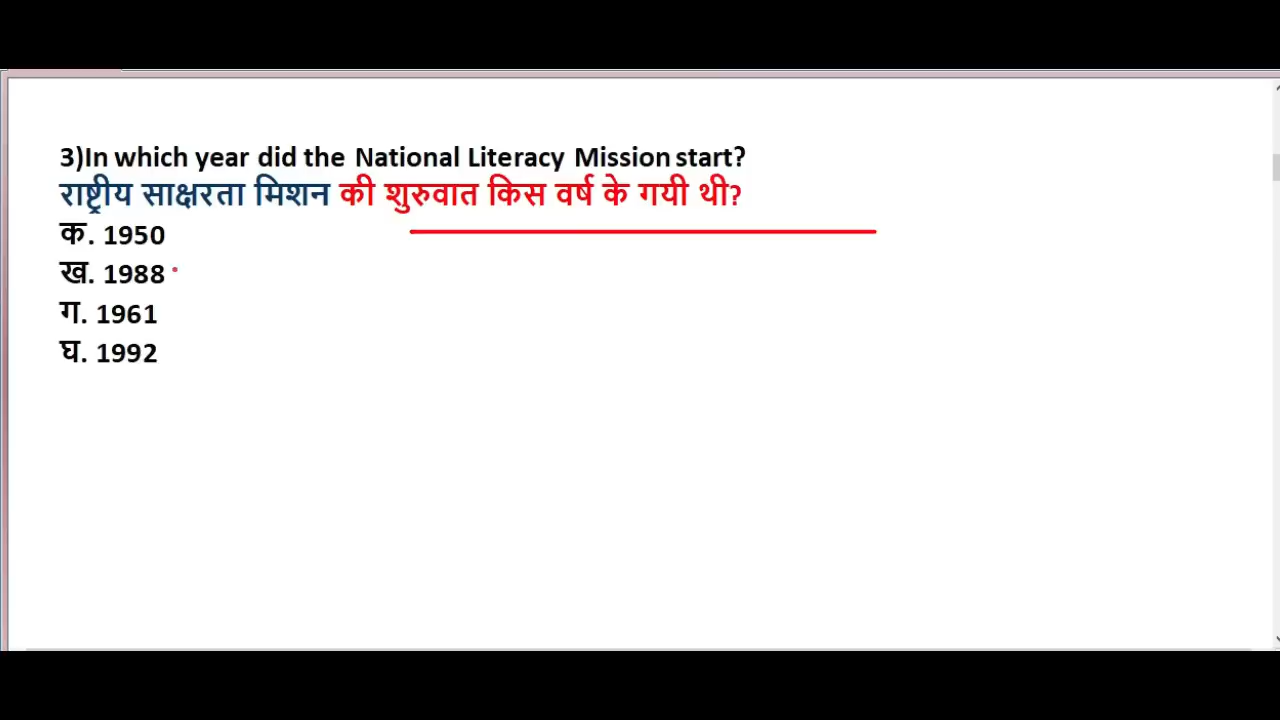 3)In which year did the National Literacy Mission start?
राष्ट्रीय साक्षरता मिशन की शुरुवात किस वर्ष के गयी थी?
क. 1950
ख. 1988
ग. 1961
घ. 1992